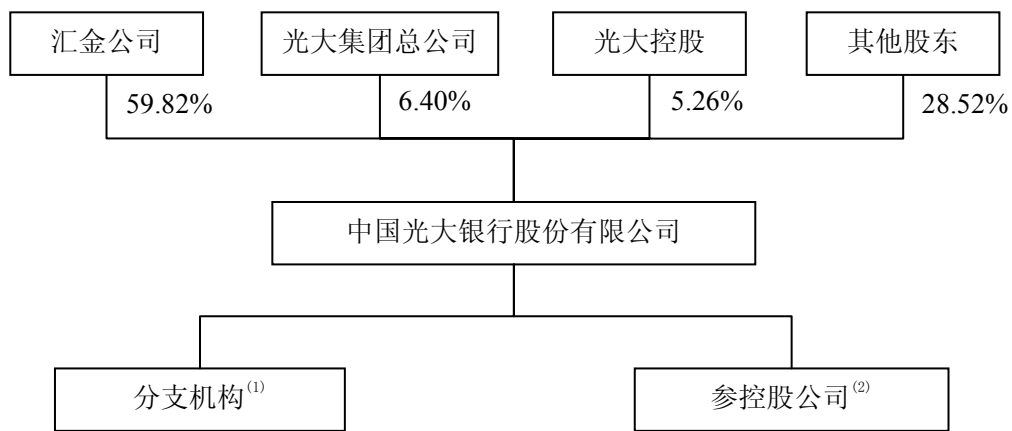 汇金公司
光大集团总公司
光大控股
其他股东
59.82%
6.40%
5.26%
28.52%
中国光大银行股份有限公司
分支机构(1)
参控股公司(2)